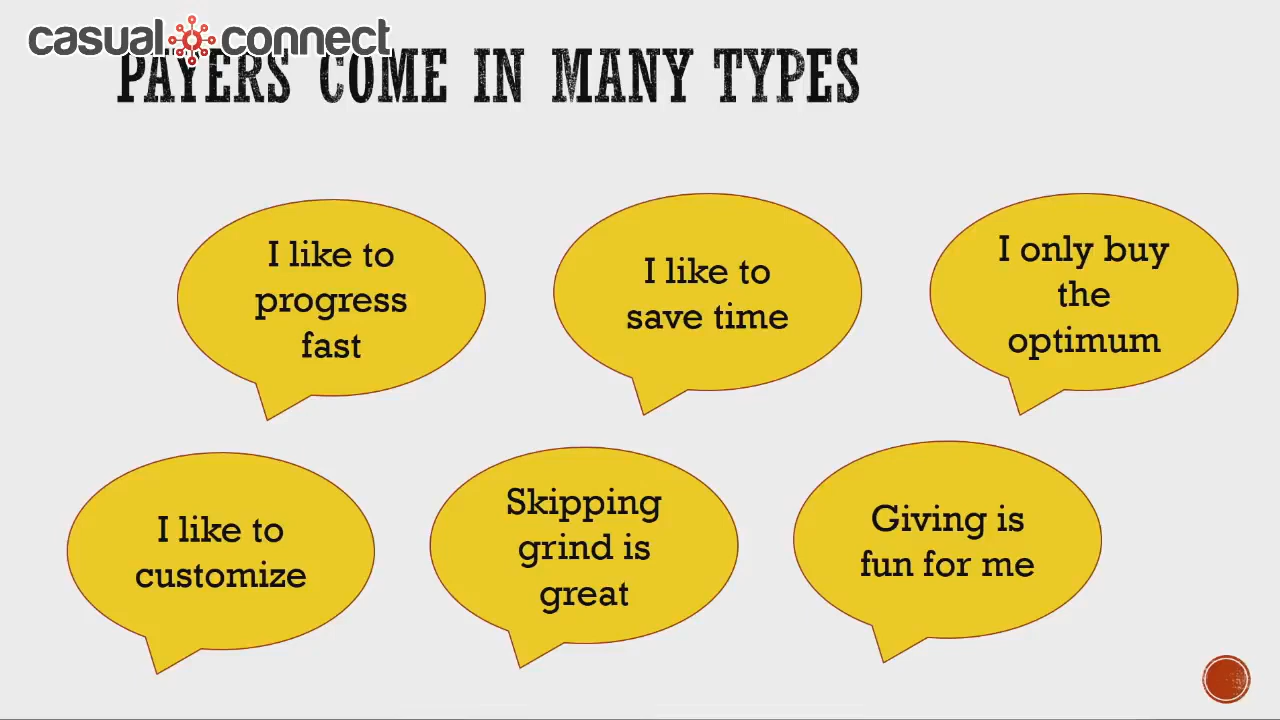 casual connect
PAYERS COME IN MANY TYPES
I like to
progress
fast
I like to
save time
I only buy
the
optimum
I like to
customize
Skipping
grind is
great
Giving is
fun for me